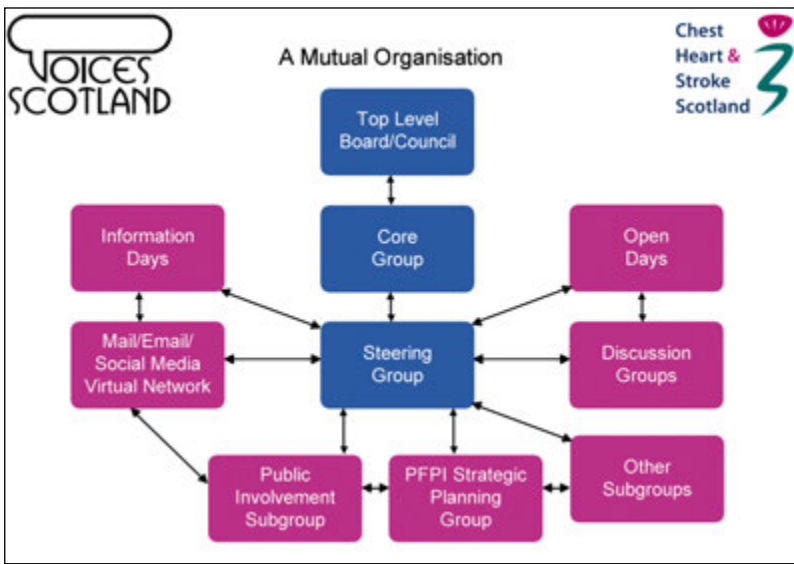 VOICES
SCOTLAND
A Mutual Organisation
Chest
Heart &
Stroke
Scotland
Top Level
Board/Council
Information
Days
Core
Group
Open
Days
Mail/Email/
Social Media
Virtual Network
Steering
Group
Discussion
Groups
Public
Involvement
Subgroup
PFPI Strategic
Planning
Group
Other
Subgroups